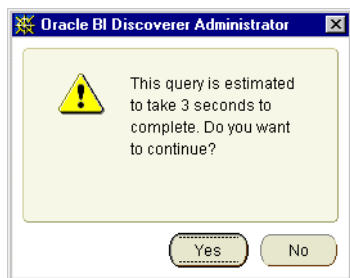 Oracle BI Discoverer Administrator
This query is estimated
to take 3 seconds to
complete. Do you want
to continue?
Yes No